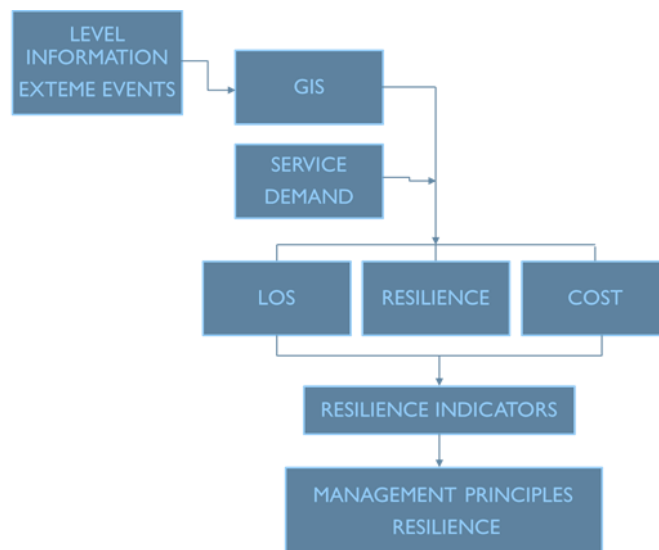 LEVEL
INFORMATION
EXTEME EVENTS
GIS
SERVICE
DEMAND
LOS
RESILIENCE
COST
RESILIENCE INDICATORS
MANAGEMENT PRINCIPLES
RESILIENCE